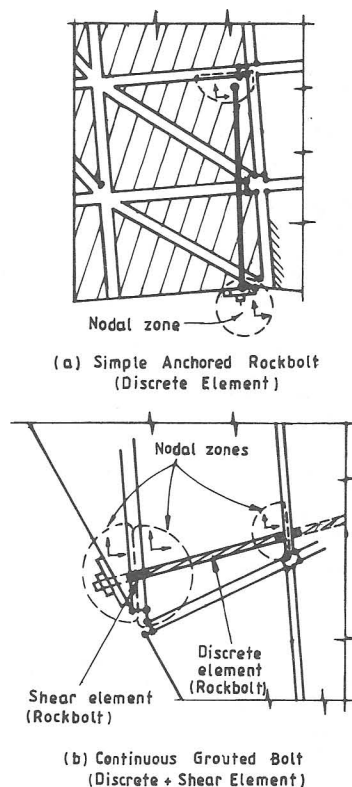 Nodal zone
(a) Simple Anchored Rockbolt
(Discrete Element)
Nodal zones
Discrete
element
(Rockbolt)
Shear element
(Rockbolt)
(b) Continuous Grouted Bolt
(Discrete + Shear Element)